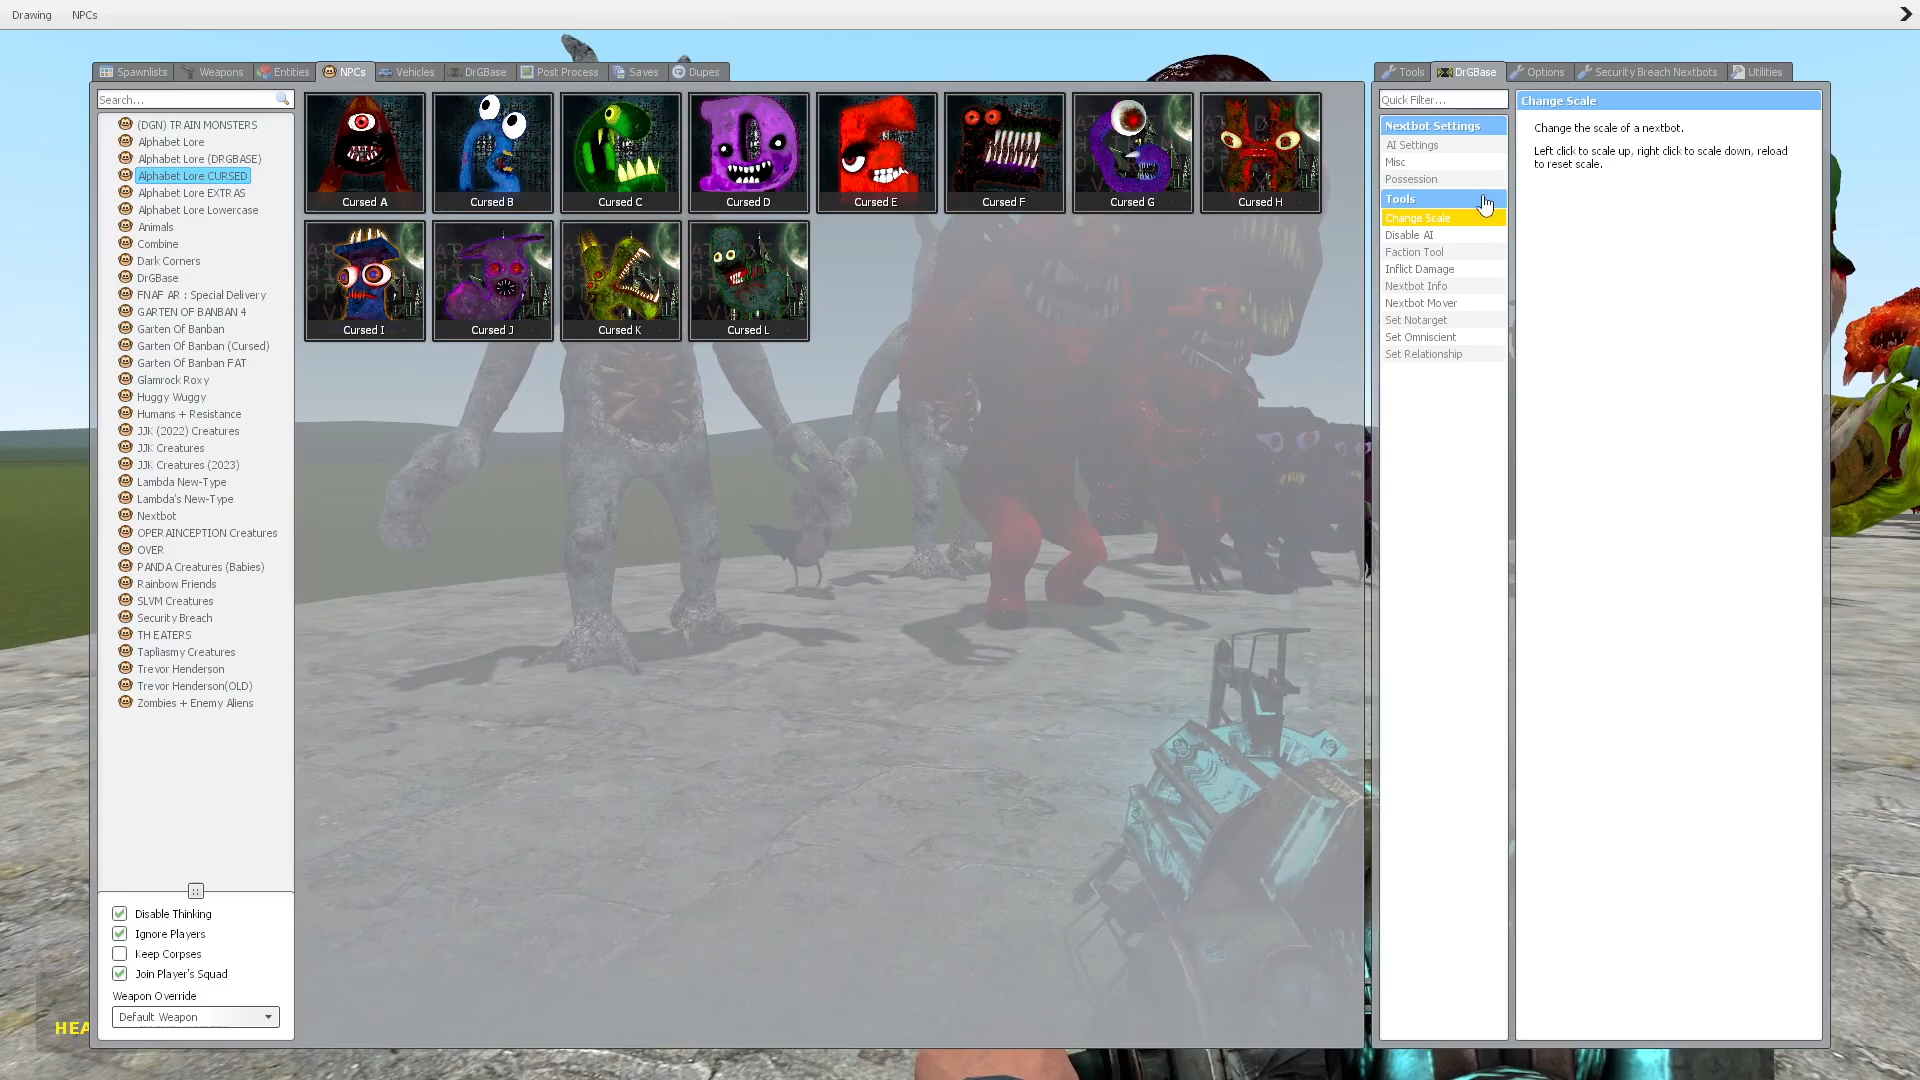 Drawing NPCs
Spawnlists Weapons Entities NPCs Vehicles DrGBase Post Process Saves Dupes
Tools DrGBase Options Security Breach Nextbots Utilities
Search...
(DGN) TRAIN MONSTERS
Alphabet Lore
Alphabet Lore (DRGBASE)
Alphabet Lore CURSED
Alphabet Lore EXTRAS
Alphabet Lore Lowercase
Animals
Combine
Dark Corners
DrGBase
FNAF AR : Special Delivery
GARTEN OF BANBAN 4
Garten Of Banban
Garten Of Banban (Cursed)
Garten Of Banban FAT
Glamrock Roxy
Huggy Wuggy
Humans + Resistance
JJK (2022) Creatures
JJK Creatures
JJK Creatures (2023)
Lambda New-Type
Lambda's New-Type
Nextbot
OPERAINCEPTION Creatures
OVER
PANDA Creatures (Babies)
Rainbow Friends
SLVM Creatures
Security Breach
TH EATERS
Tapliasmy Creatures
Trevor Henderson
Trevor Henderson(OLD)
Zombies + Enemy Aliens
Disable Thinking
Ignore Players
Keep Corpses
Join Player's Squad
Weapon Override
Default Weapon
HEA
Cursed A Cursed B Cursed C Cursed D Cursed E Cursed F Cursed G Cursed H
Cursed I Cursed J Cursed K Cursed L
Quick Filter...
Nextbot Settings
AI Settings
Misc
Possession
Tools
Change Scale
Disable AI
Faction Tool
Inflict Damage
Nextbot Info
Nextbot Mover
Set Notarget
Set Omniscient
Set Relationship
Change Scale
Change the scale of a nextbot.
Left click to scale up, right click to scale down, reload
to reset scale.